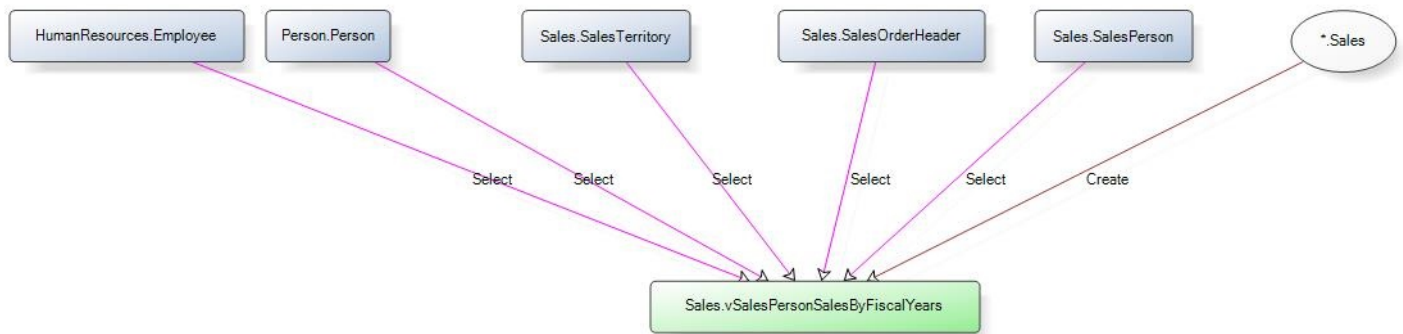 HumanResources.Employee
Person.Person
Sales.SalesTerritory
Sales.SalesOrderHeader
Sales.SalesPerson
*.Sales
Select
Select
Select
Select
Select
Create
Sales.vSalesPersonSalesByFiscalYears